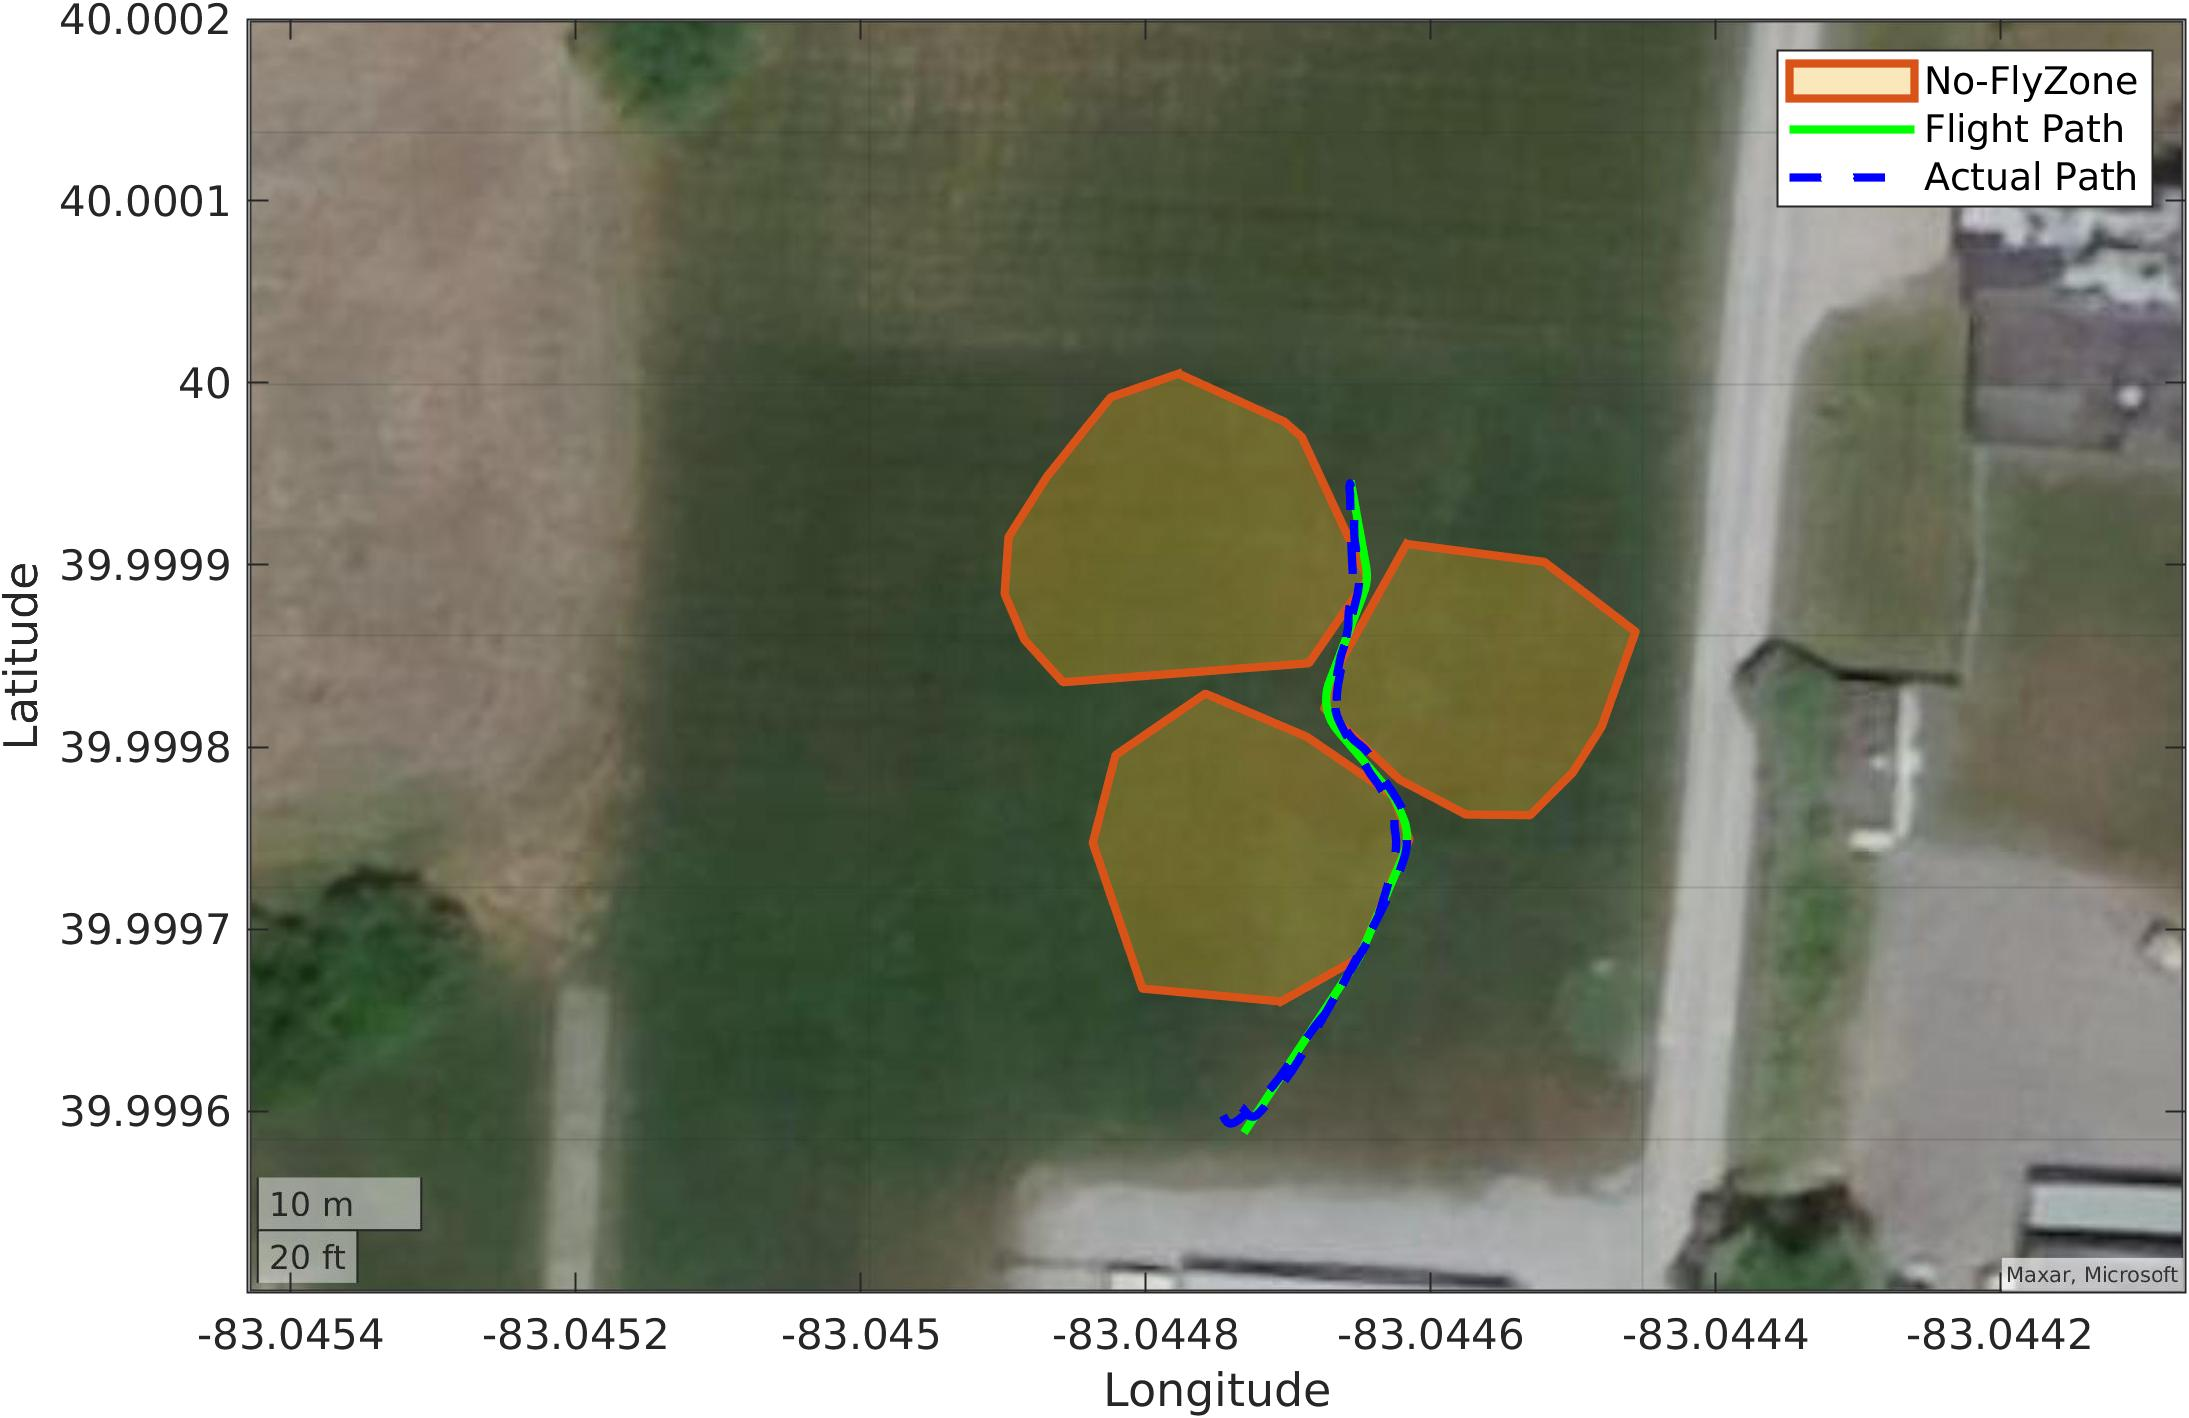 40.0002
40.0001
40
39.9999
39.9998
39.9997
39.9996
Latitude
No-FlyZone
Flight Path
Actual Path
10 m
20 ft
Maxar, Microsoft
-83.0454
-83.0452
-83.045
-83.0448
-83.0446
-83.0444
-83.0442
Longitude